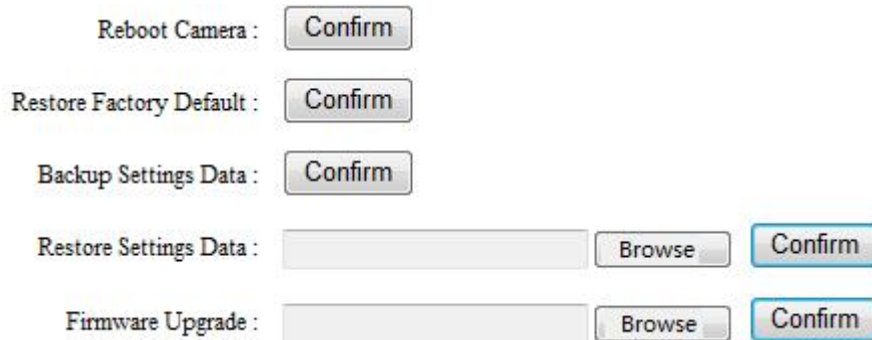 Reboot Camera : Confirm
Restore Factory Default : Confirm
Backup Settings Data : Confirm
Restore Settings Data : Browse Confirm
Firmware Upgrade : Browse Confirm